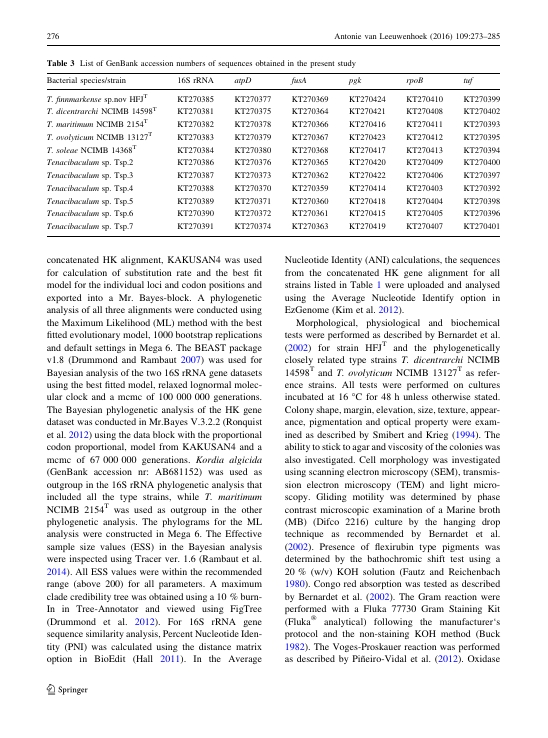 276 Antonie van Leeuwenhoek (2016) 109:273–285
Table 3 List of GenBank accession numbers of sequences obtained in the present study
Bacterial species/strain 16S rRNA atpD fusA pgk rpoB tuf
T. finnmarkense sp.nov HFJT KT270385 KT270377 KT270369 KT270424 KT270410 KT270399
T. dicentrarchi NCIMB 14598T KT270381 KT270375 KT270364 KT270421 KT270408 KT270402
T. maritimum NCIMB 2154T KT270382 KT270378 KT270366 KT270416 KT270411 KT270393
T. ovolyticum NCIMB 13127T KT270383 KT270379 KT270367 KT270423 KT270412 KT270395
T. soleae NCIMB 14368T KT270384 KT270380 KT270368 KT270417 KT270413 KT270394
Tenacibaculum sp. Tsp.2 KT270386 KT270376 KT270365 KT270420 KT270409 KT270400
Tenacibaculum sp. Tsp.3 KT270387 KT270373 KT270362 KT270422 KT270406 KT270397
Tenacibaculum sp. Tsp.4 KT270388 KT270370 KT270359 KT270414 KT270403 KT270392
Tenacibaculum sp. Tsp.5 KT270389 KT270371 KT270360 KT270418 KT270404 KT270398
Tenacibaculum sp. Tsp.6 KT270390 KT270372 KT270361 KT270415 KT270405 KT270396
Tenacibaculum sp. Tsp.7 KT270391 KT270374 KT270363 KT270419 KT270407 KT270401
concatenated HK alignment, KAKUSAN4 was used
for calculation of substitution rate and the best fit
model for the individual loci and codon positions and
exported into a Mr. Bayes-block. A phylogenetic
analysis of all three alignments were conducted using
the Maximum Likelihood (ML) method with the best
fitted evolutionary model, 1000 bootstrap replications
and default settings in Mega 6. The BEAST package
v1.8 (Drummond and Rambaut 2007) was used for
Bayesian analysis of the two 16S rRNA gene datasets
using the best fitted model, relaxed lognormal molec-
ular clock and a mcmc of 100 000 000 generations.
The Bayesian phylogenetic analysis of the HK gene
dataset was conducted in Mr.Bayes V.3.2.2 (Ronquist
et al. 2012) using the data block with the proportional
codon proportional, model from KAKUSAN4 and a
mcmc of 67 000 000 generations. Kordia algicida
(GenBank accession nr: AB681152) was used as
outgroup in the 16S rRNA phylogenetic analysis that
included all the type strains, while T. maritimum
NCIMB 2154T was used as outgroup in the other
phylogenetic analysis. The phylograms for the ML
analysis were constructed in Mega 6. The Effective
sample size values (ESS) in the Bayesian analysis
were inspected using Tracer ver. 1.6 (Rambaut et al.
2014). All ESS values were within the recommended
range (above 200) for all parameters. A maximum
clade credibility tree was obtained using a 10 % burn-
In in Tree-Annotator and viewed using FigTree
(Drummond et al. 2012). For 16S rRNA gene
sequence similarity analysis, Percent Nucleotide Iden-
tity (PNI) was calculated using the distance matrix
option in BioEdit (Hall 2011). In the Average
Nucleotide Identity (ANI) calculations, the sequences
from the concatenated HK gene alignment for all
strains listed in Table 1 were uploaded and analysed
using the Average Nucleotide Identify option in
EzGenome (Kim et al. 2012).
Morphological, physiological and biochemical
tests were performed as described by Bernardet et al.
(2002) for strain HFJT and the phylogenetically
closely related type strains T. dicentrarchi NCIMB
14598T and T. ovolyticum NCIMB 13127T as refer-
ence strains. All tests were performed on cultures
incubated at 16 °C for 48 h unless otherwise stated.
Colony shape, margin, elevation, size, texture, appear-
ance, pigmentation and optical property were exam-
ined as described by Smibert and Krieg (1994). The
ability to stick to agar and viscosity of the colonies was
also investigated. Cell morphology was investigated
using scanning electron microscopy (SEM), transmis-
sion electron microscopy (TEM) and light micro-
scopy. Gliding motility was determined by phase
contrast microscopic examination of a Marine broth
(MB) (Difco 2216) culture by the hanging drop
technique as recommended by Bernardet et al.
(2002). Presence of flexirubin type pigments was
determined by the bathochromic shift test using a
20 % (w/v) KOH solution (Fautz and Reichenbach
1980). Congo red absorption was tested as described
by Bernardet et al. (2002). The Gram reaction were
performed with a Fluka 77730 Gram Staining Kit
(Fluka® analytical) following the manufacturer's
protocol and the non-staining KOH method (Buck
1982). The Voges-Proskauer reaction was performed
as described by Piñeiro-Vidal et al. (2012). Oxidase
Springer